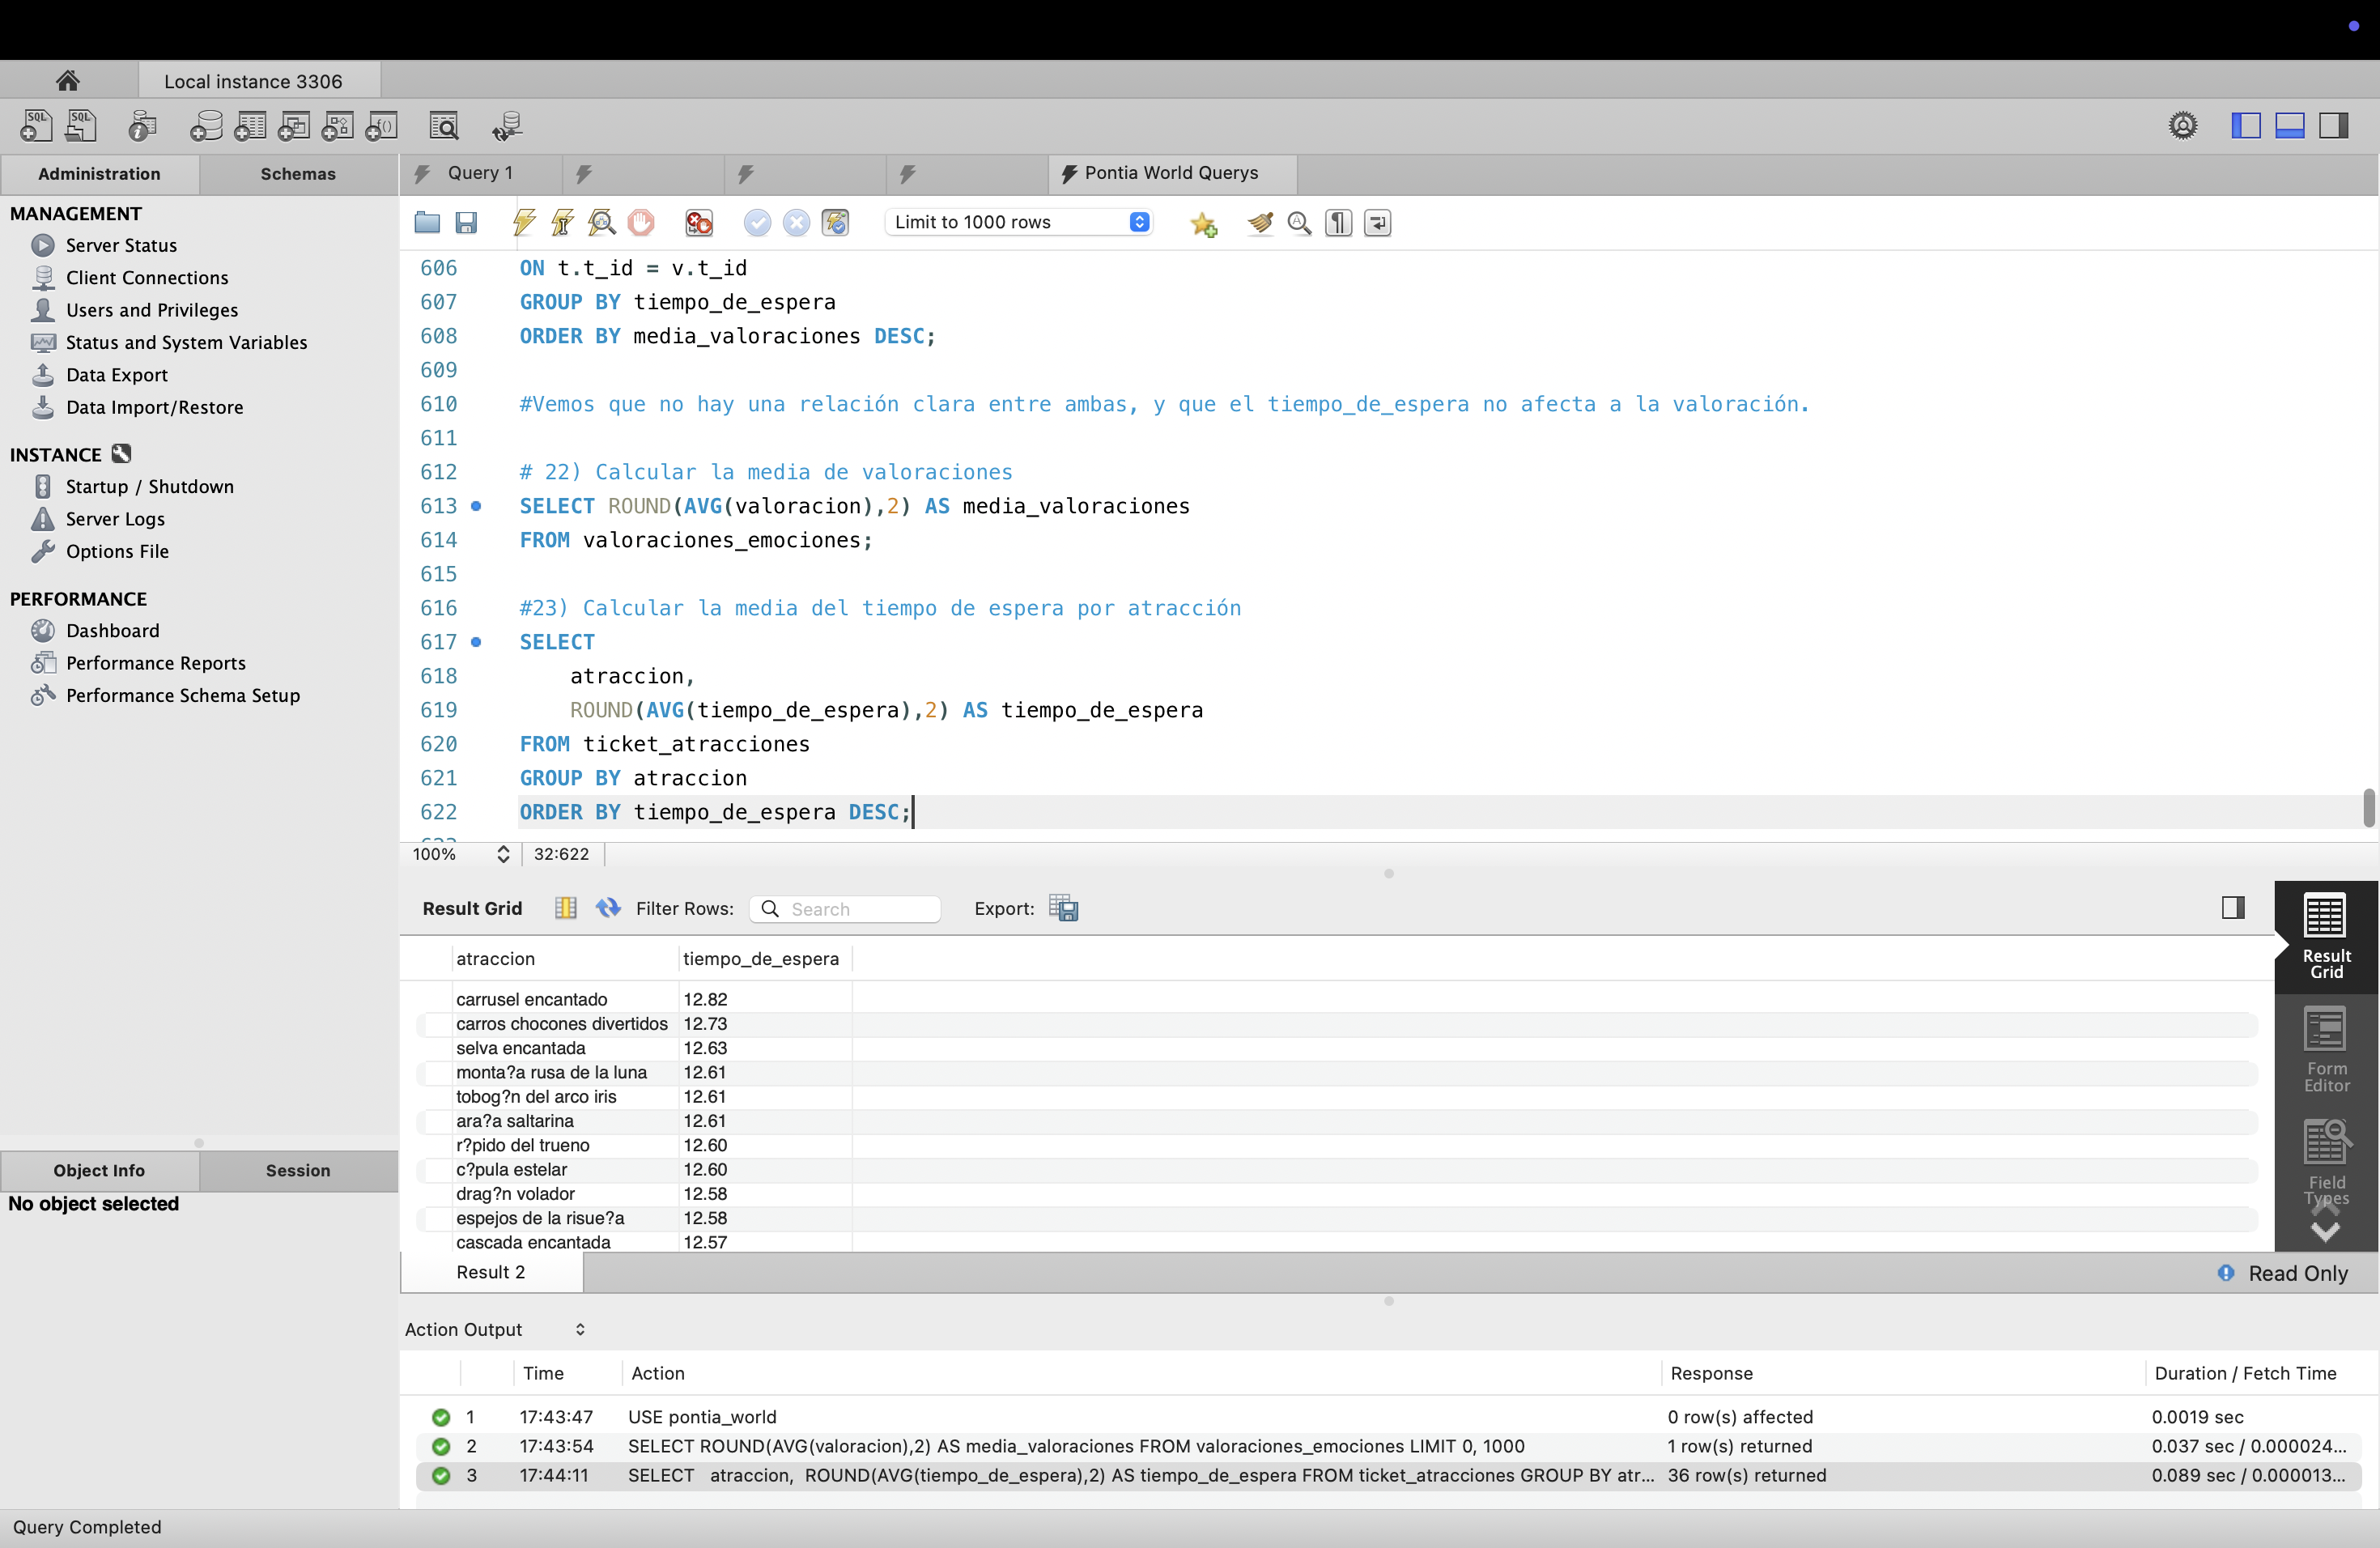 Local instance 3306
Administration
Schemas
Query 1
Pontia World Querys
MANAGEMENT
Server Status
Client Connections
Users and Privileges
Status and System Variables
Data Export
Data Import/Restore
INSTANCE
Startup / Shutdown
Server Logs
Options File
PERFORMANCE
Dashboard
Performance Reports
Performance Schema Setup
Object Info
Session
No object selected
Limit to 1000 rows
606 ON t.t_id = v.t_id
607 GROUP BY tiempo_de_espera
608 ORDER BY media_valoraciones DESC;
609
610 #Vemos que no hay una relación clara entre ambas, y que el tiempo_de_espera no afecta a la valoración.
611
612 # 22) Calcular la media de valoraciones
613 SELECT ROUND(AVG(valoracion),2) AS media_valoraciones
614 FROM valoraciones_emociones;
615
616 #23) Calcular la media del tiempo de espera por atracción
617 SELECT
618 atraccion,
619 ROUND(AVG(tiempo_de_espera),2) AS tiempo_de_espera
620 FROM ticket_atracciones
621 GROUP BY atraccion
622 ORDER BY tiempo_de_espera DESC;
100% 32:622
Result Grid Filter Rows: Search Export:
atraccion tiempo_de_espera
carrusel encantado 12.82
carros chocones divertidos 12.73
selva encantada 12.63
monta?a rusa de la luna 12.61
tobog?n del arco iris 12.61
ara?a saltarina 12.61
r?pido del trueno 12.60
c?pula estelar 12.60
drag?n volador 12.58
espejos de la risue?a 12.58
cascada encantada 12.57
Result
Grid
Form
Editor
Field
Types
Result 2
Read Only
Action Output
Time Action Response Duration / Fetch Time
1 17:43:47 USE pontia_world 0 row(s) affected 0.0019 sec
2 17:43:54 SELECT ROUND(AVG(valoracion),2) AS media_valoraciones FROM valoraciones_emociones LIMIT 0, 1000 1 row(s) returned 0.037 sec / 0.000024...
3 17:44:11 SELECT atraccion, ROUND(AVG(tiempo_de_espera),2) AS tiempo_de_espera FROM ticket_atracciones GROUP BY atr... 36 row(s) returned 0.089 sec / 0.000013...
Query Completed